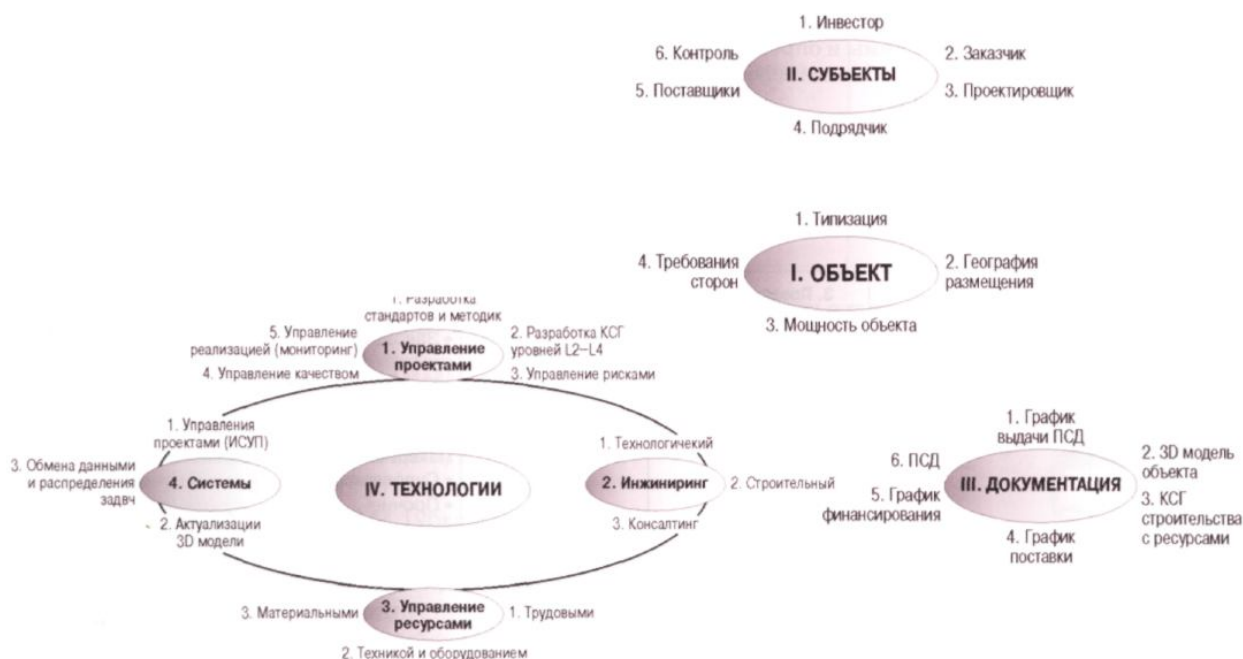 1. Инвестор
6. Контроль
2. Заказчик
II. СУБЪЕКТЫ
5. Поставщики
3. Проектировщик
4. Подрядчик
1. Типизация
4. Требования
сторон
I. ОБЪЕКТ
2. География
размещения
3. Мощность объекта
1. Разработка
стандартов и методик
5. Управление
реализацией (мониторинг)
1. Управление
проектами
2. Разработка КСГ
уровней L2–L4
4. Управление качеством
3. Управление рисками
1. Управления
проектами (ИСУП)
3. Обмена данными
и распределения
задвч
4. Системы
2. Актуализации
3D модели
IV. ТЕХНОЛОГИИ
1. Технологичекий
2. Инжиниринг
2. Строительный
3. Консалтинг
3. Материальными
3. Управление
ресурсами
1. Трудовыми
2. Техникой и оборудованием
1. График
выдачи ПСД
6. ПСД
2. 3D модель
объекта
III. ДОКУМЕНТАЦИЯ
5. График
финансирования
3. КСГ
строительства
с ресурсами
4. График
поставки